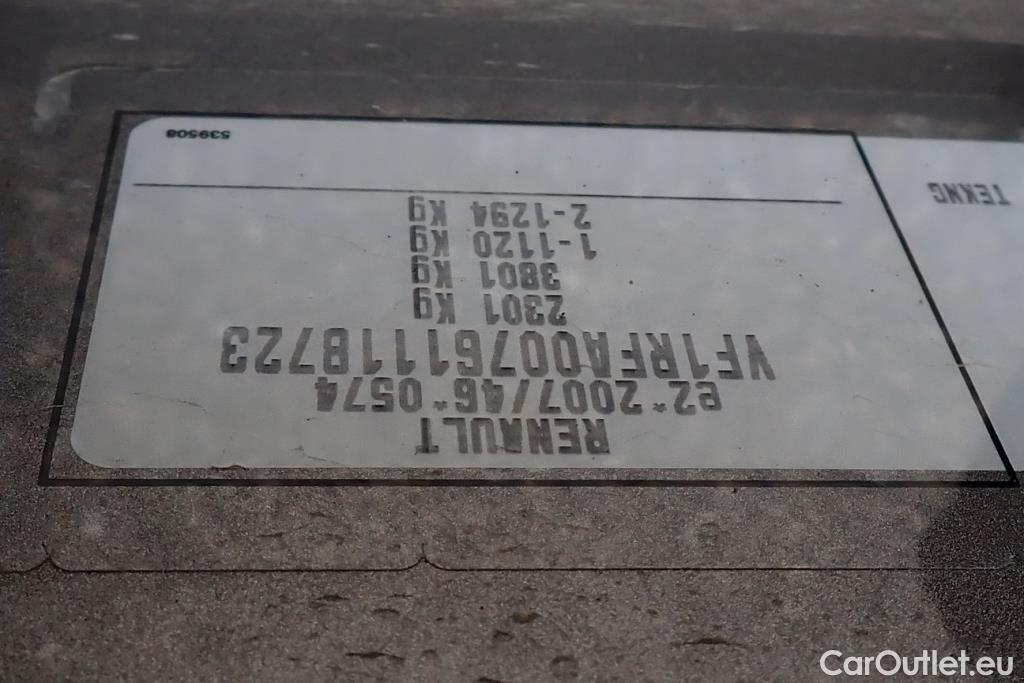 RENAULT
e2*2007/46*0574
VF1RFA00761118723
2301 Kg
3801 Kg
1-1120 Kg
2-1294 Kg
539508
TEKNG
CarOutlet.eu